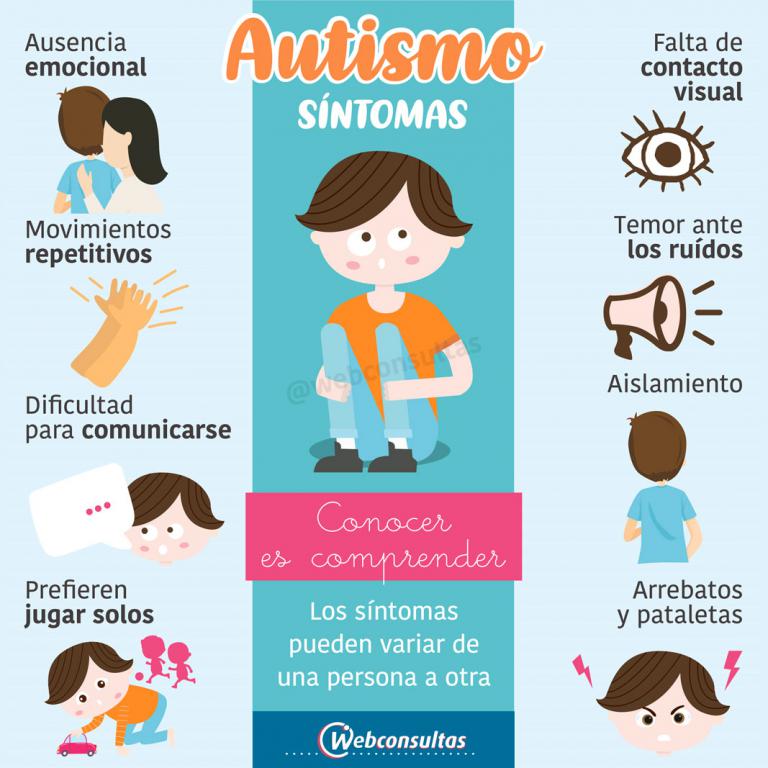 Autismo
SÍNTOMAS
Ausencia
emocional
Movimientos
repetitivos
Dificultad
para comunicarse
Prefieren
jugar solos
Falta de
contacto
visual
Temor ante
los ruídos
Aislamiento
Arrebatos
y pataletas
@webconsultas
Conocer
es comprender
Los síntomas
pueden variar de
una persona a otra
Webconsultas